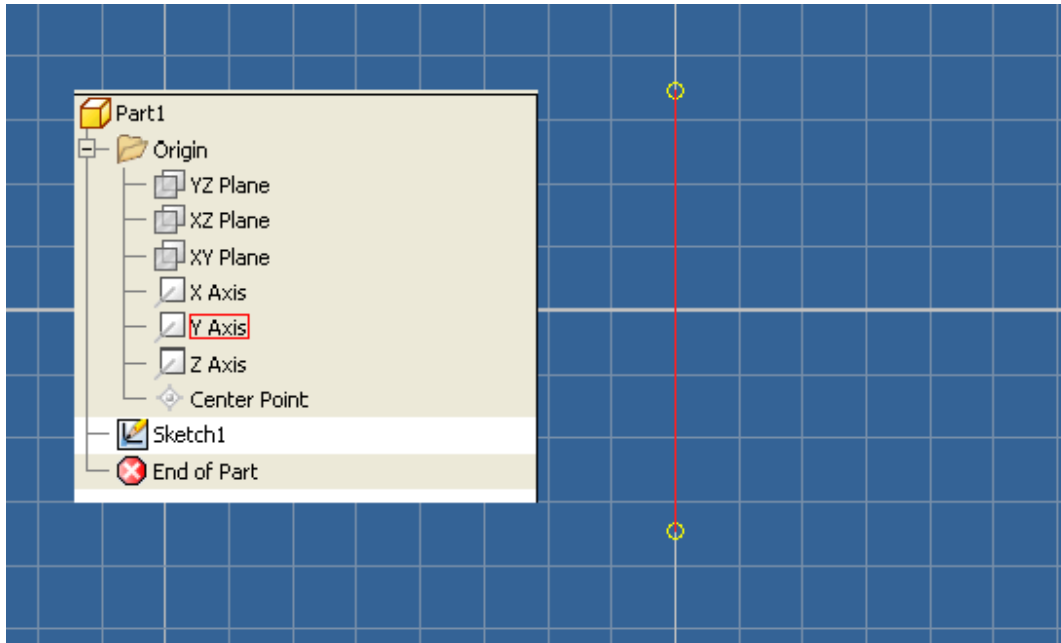 Part1
Origin
YZ Plane
XZ Plane
XY Plane
X Axis
Y Axis
Z Axis
Center Point
Sketch1
End of Part